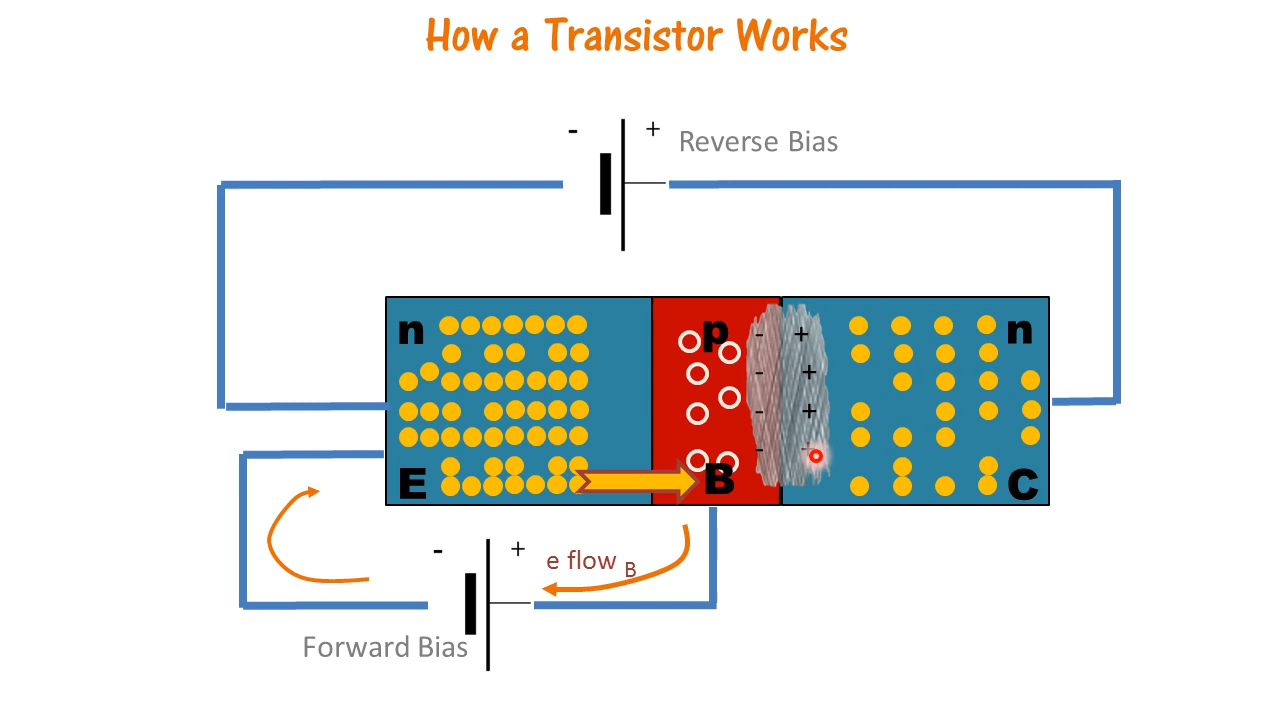 How a Transistor Works
- + Reverse Bias
n p n
- +
- +
- +
-
E B C
- + e flow B
Forward Bias